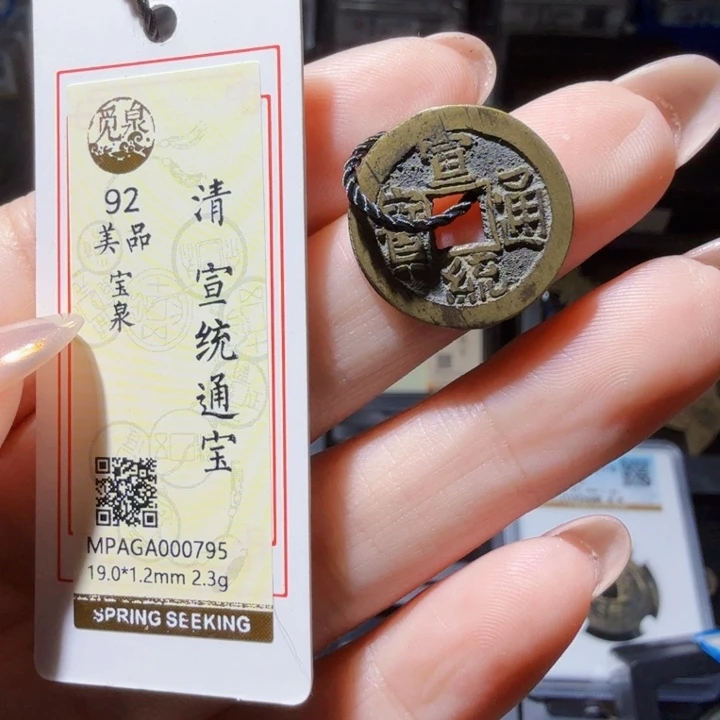 觅泉
92
美品
宝泉
清 宣统通宝
MPAGA000795
19.0*1.2mm 2.3g
SPRING SEEKING
宣統通寶